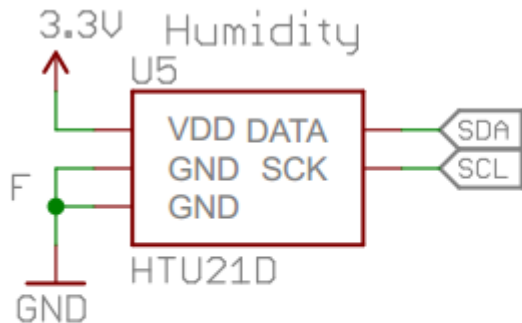 3.3V Humidity
U5
VDD DATA SDA
GND SCK SCL
F
GND
HTU21D
GND